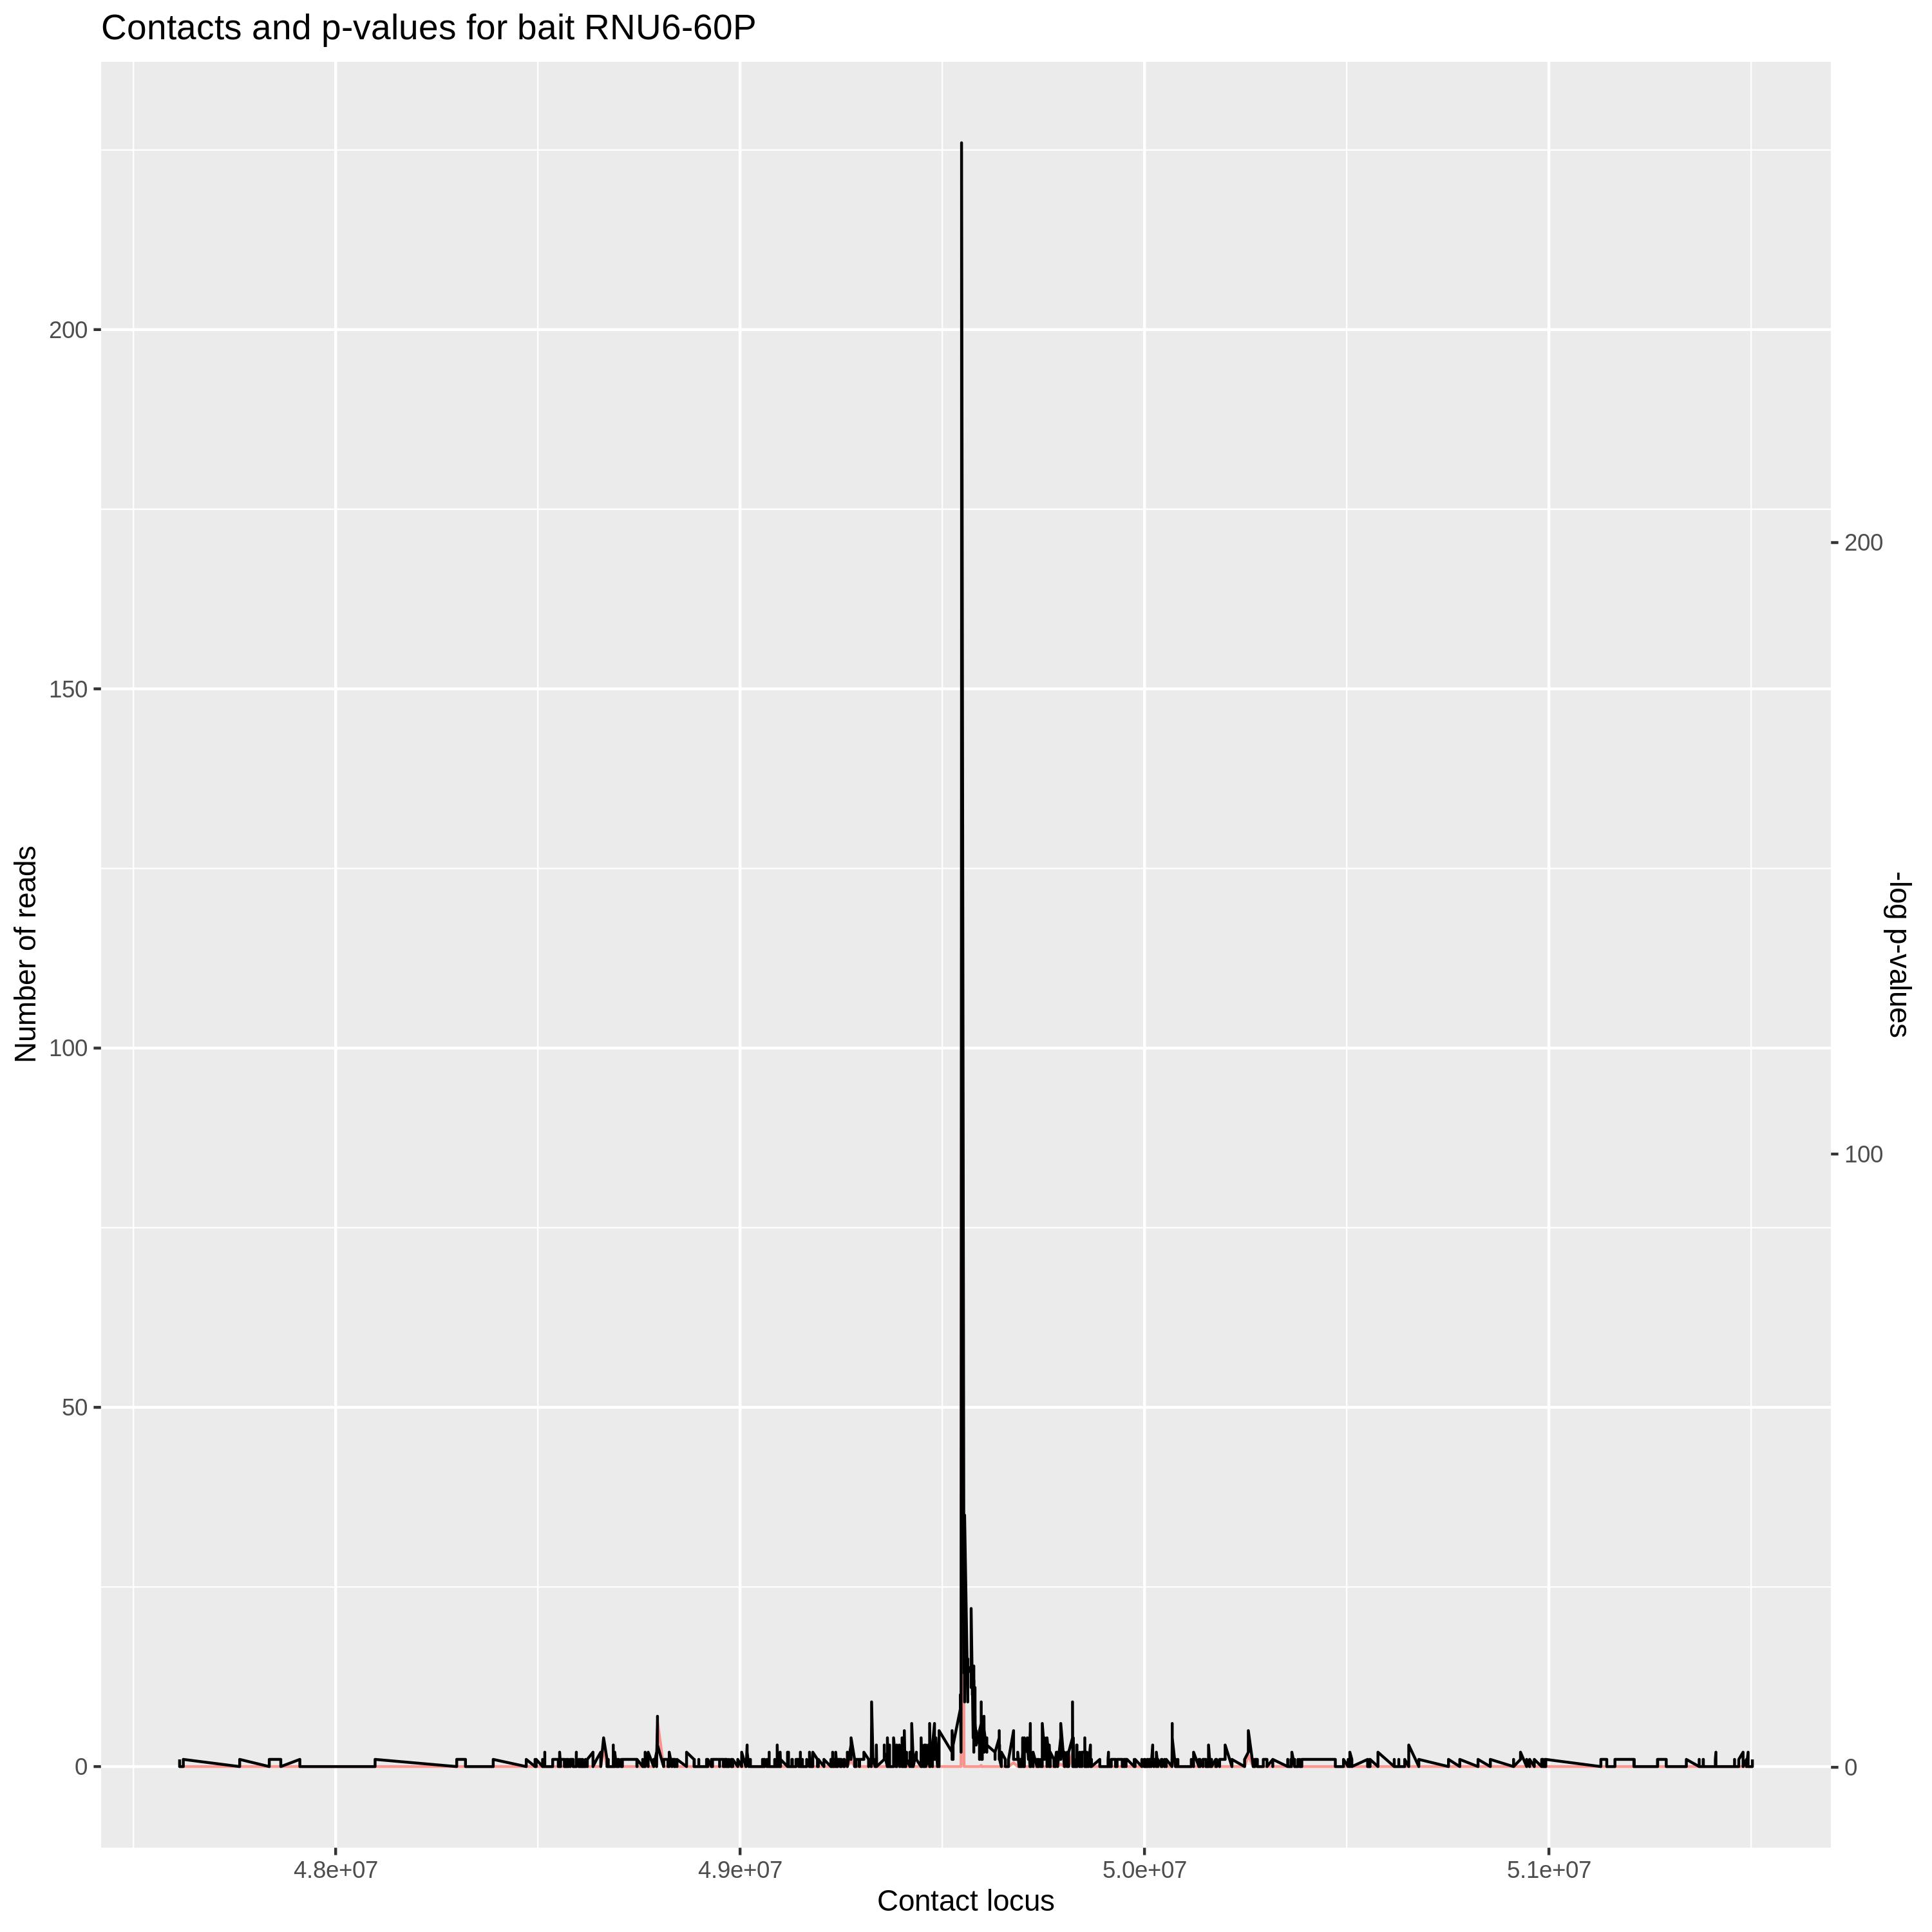 Contacts and p-values for bait RNU6-60P
200
150
100
50
0
Number of reads
200
100
0
-log p-values
4.8e+07
4.9e+07
5.0e+07
5.1e+07
Contact locus